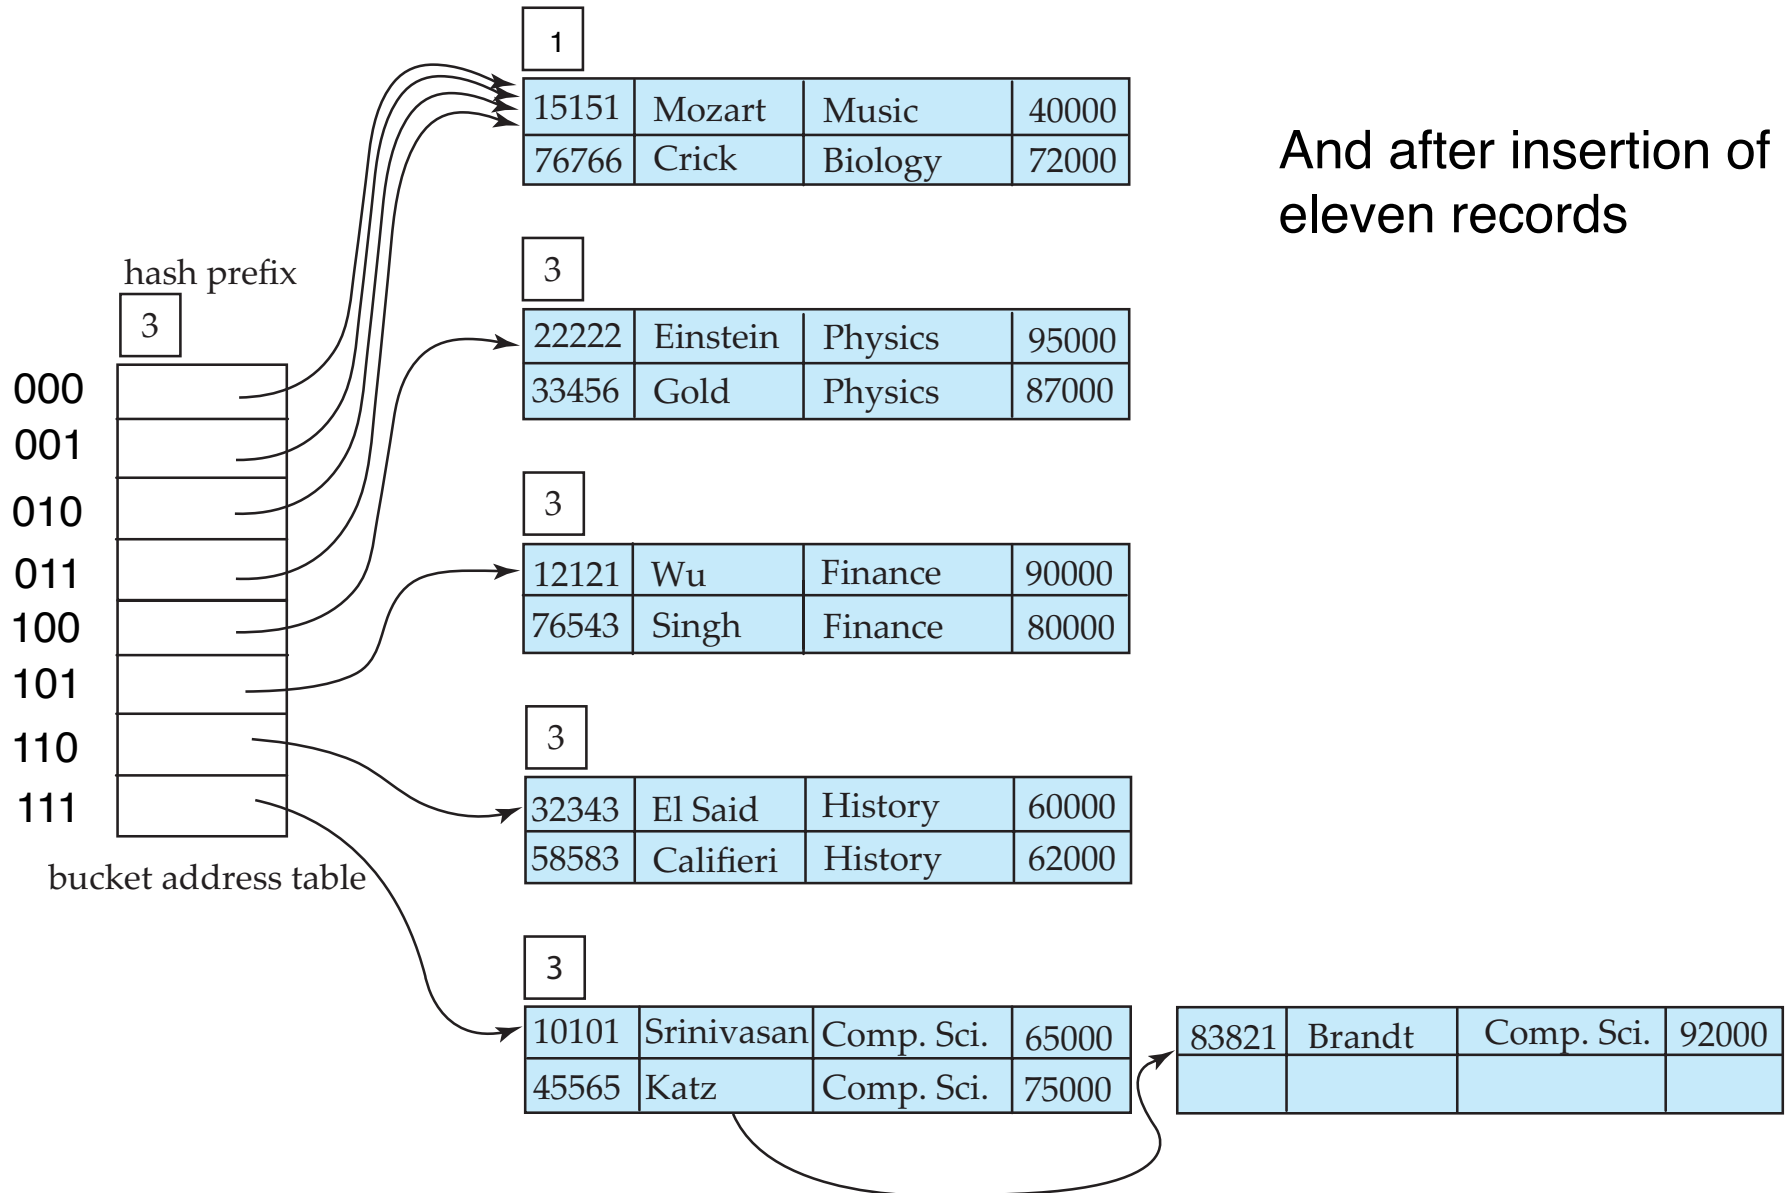 And after insertion of
eleven records
hash prefix
3
000
001
010
011
100
101
110
111
bucket address table
1
15151 Mozart Music 40000
76766 Crick Biology 72000
3
22222 Einstein Physics 95000
33456 Gold Physics 87000
3
12121 Wu Finance 90000
76543 Singh Finance 80000
3
32343 El Said History 60000
58583 Califieri History 62000
3
10101 Srinivasan Comp. Sci. 65000
45565 Katz Comp. Sci. 75000
83821 Brandt Comp. Sci. 92000